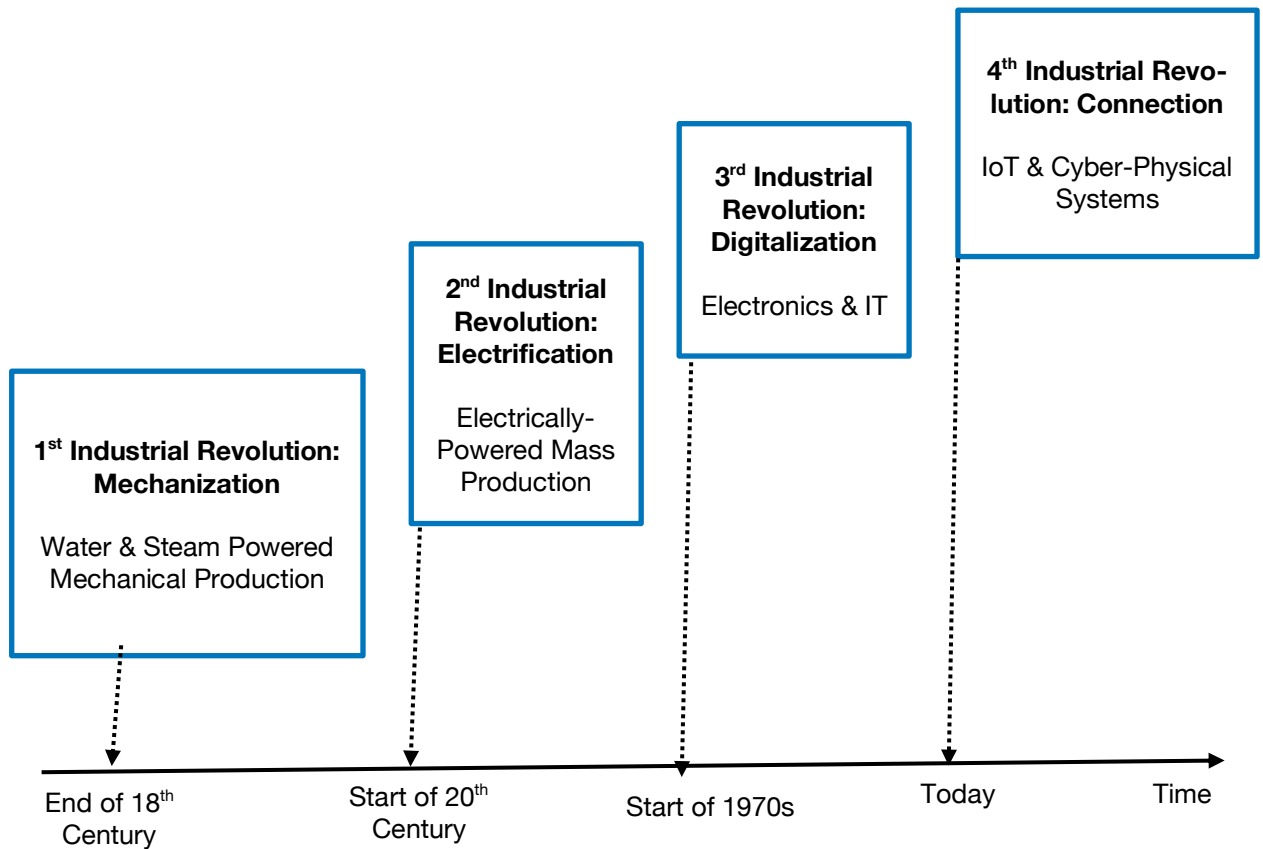 4th Industrial Revo-
lution: Connection
IoT & Cyber-Physical
Systems
3rd Industrial
Revolution:
Digitalization
Electronics & IT
2nd Industrial
Revolution:
Electrification
Electrically-
Powered Mass
Production
1st Industrial Revolution:
Mechanization
Water & Steam Powered
Mechanical Production
End of 18th
Century
Start of 20th
Century
Start of 1970s
Today
Time